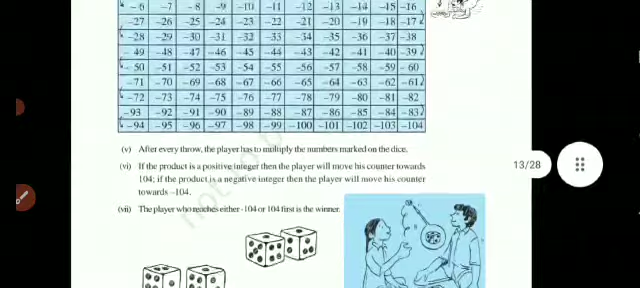 –6 –7 –8 –9 –10 –11 –12 –13 –14 –15 –16
–27 –26 –25 –24 –23 –22 –21 –20 –19 –18 –17
–28 –29 –30 –31 –32 –33 –34 –35 –36 –37 –38
–49 –48 –47 –46 –45 –44 –43 –42 –41 –40 –39
–50 –51 –52 –53 –54 –55 –56 –57 –58 –59 –60
–71 –70 –69 –68 –67 –66 –65 –64 –63 –62 –61
–72 –73 –74 –75 –76 –77 –78 –79 –80 –81 –82
–93 –92 –91 –90 –89 –88 –87 –86 –85 –84 –83
–94 –95 –96 –97 –98 –99 –100 –101 –102 –103 –104
(v) After every throw, the player has to multiply the numbers marked on the dice.
(vi) If the product is a positive integer then the player will move his counter towards
104; if the product is a negative integer then the player will move his counter
towards –104.
(vii) The player who reaches either -104 or 104 first is the winner.
13/28
not to b